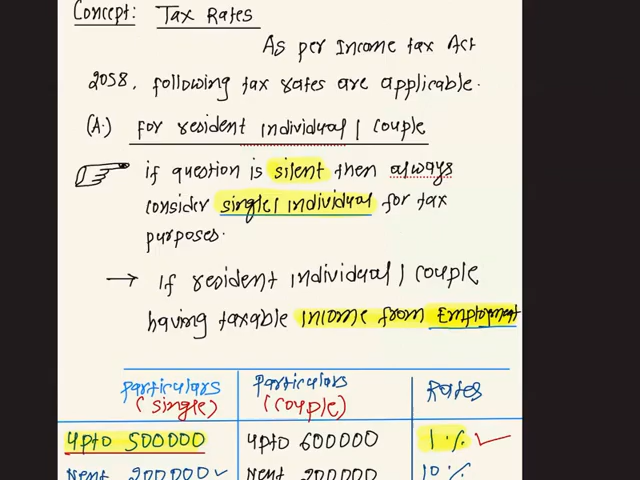 Concept: Tax Rates
As per Income tax Act
2058, following tax rates are applicable.
(A.) For resident individual / couple
if question is silent then always
consider single / individual for tax
purposes.
→ If resident individual / couple
having taxable income from Employment
Particulars (single) Particulars (couple) Rates
upto 500000 upto 600000 1 % ✓
Next 200000 ✓ Next 200000 10 %